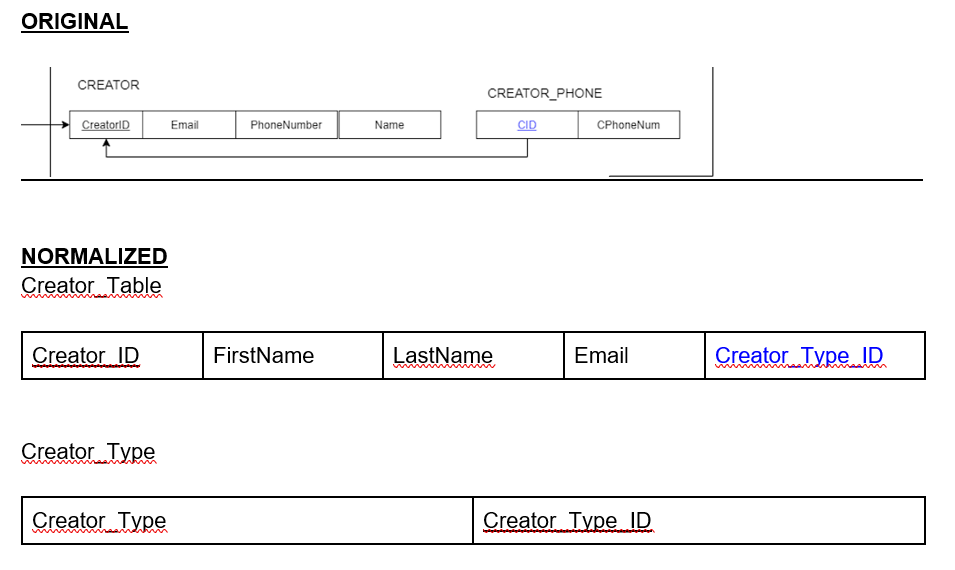 ORIGINAL
CREATOR
CREATOR_PHONE
CreatorID Email PhoneNumber Name CID CPhoneNum
NORMALIZED
Creator_Table
Creator_ID FirstName LastName Email Creator_Type_ID
Creator_Type
Creator_Type Creator_Type_ID